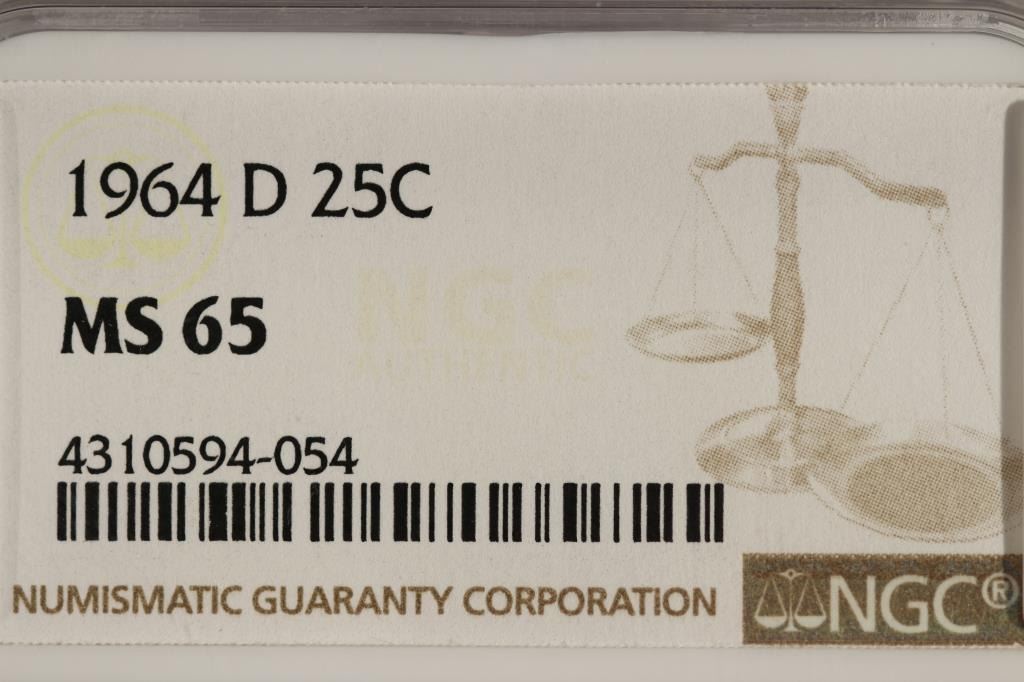 1964 D 25C
MS 65
NGC
AUTHENTIC
4310594-054
NUMISMATIC GUARANTY CORPORATION
NGC®